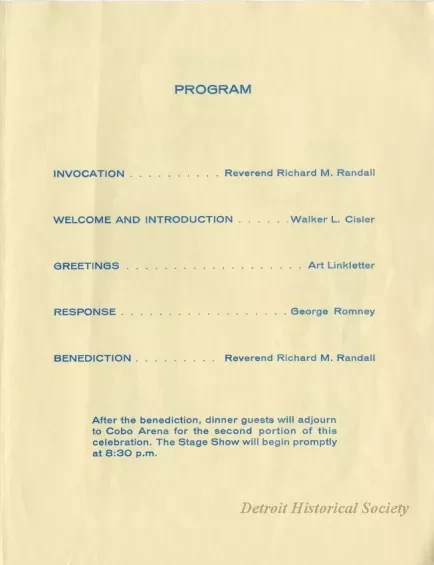 PROGRAM
INVOCATION . . . . . . . . Reverend Richard M. Randall
WELCOME AND INTRODUCTION . . . . . . Walker L. Cisler
GREETINGS . . . . . . . . . . . . . . . . . . . Art Linkletter
RESPONSE . . . . . . . . . . . . . . . . . . George Romney
BENEDICTION . . . . . . . . Reverend Richard M. Randall
After the benediction, dinner guests will adjourn
to Cobo Arena for the second portion of this
celebration. The Stage Show will begin promptly
at 8:30 p.m.
Detroit Historical Society